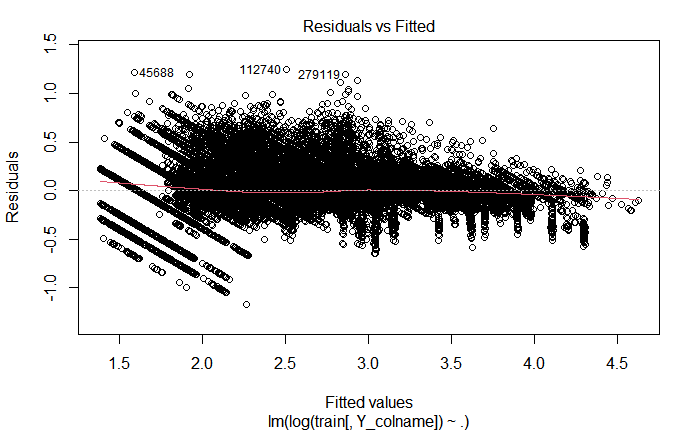 Residuals vs Fitted
Residuals
1.5
1.0
0.5
0.0
-0.5
-1.0
45688
112740
279119
1.5 2.0 2.5 3.0 3.5 4.0 4.5
Fitted values
lm(log(train[, Y_colname]) ~ .)